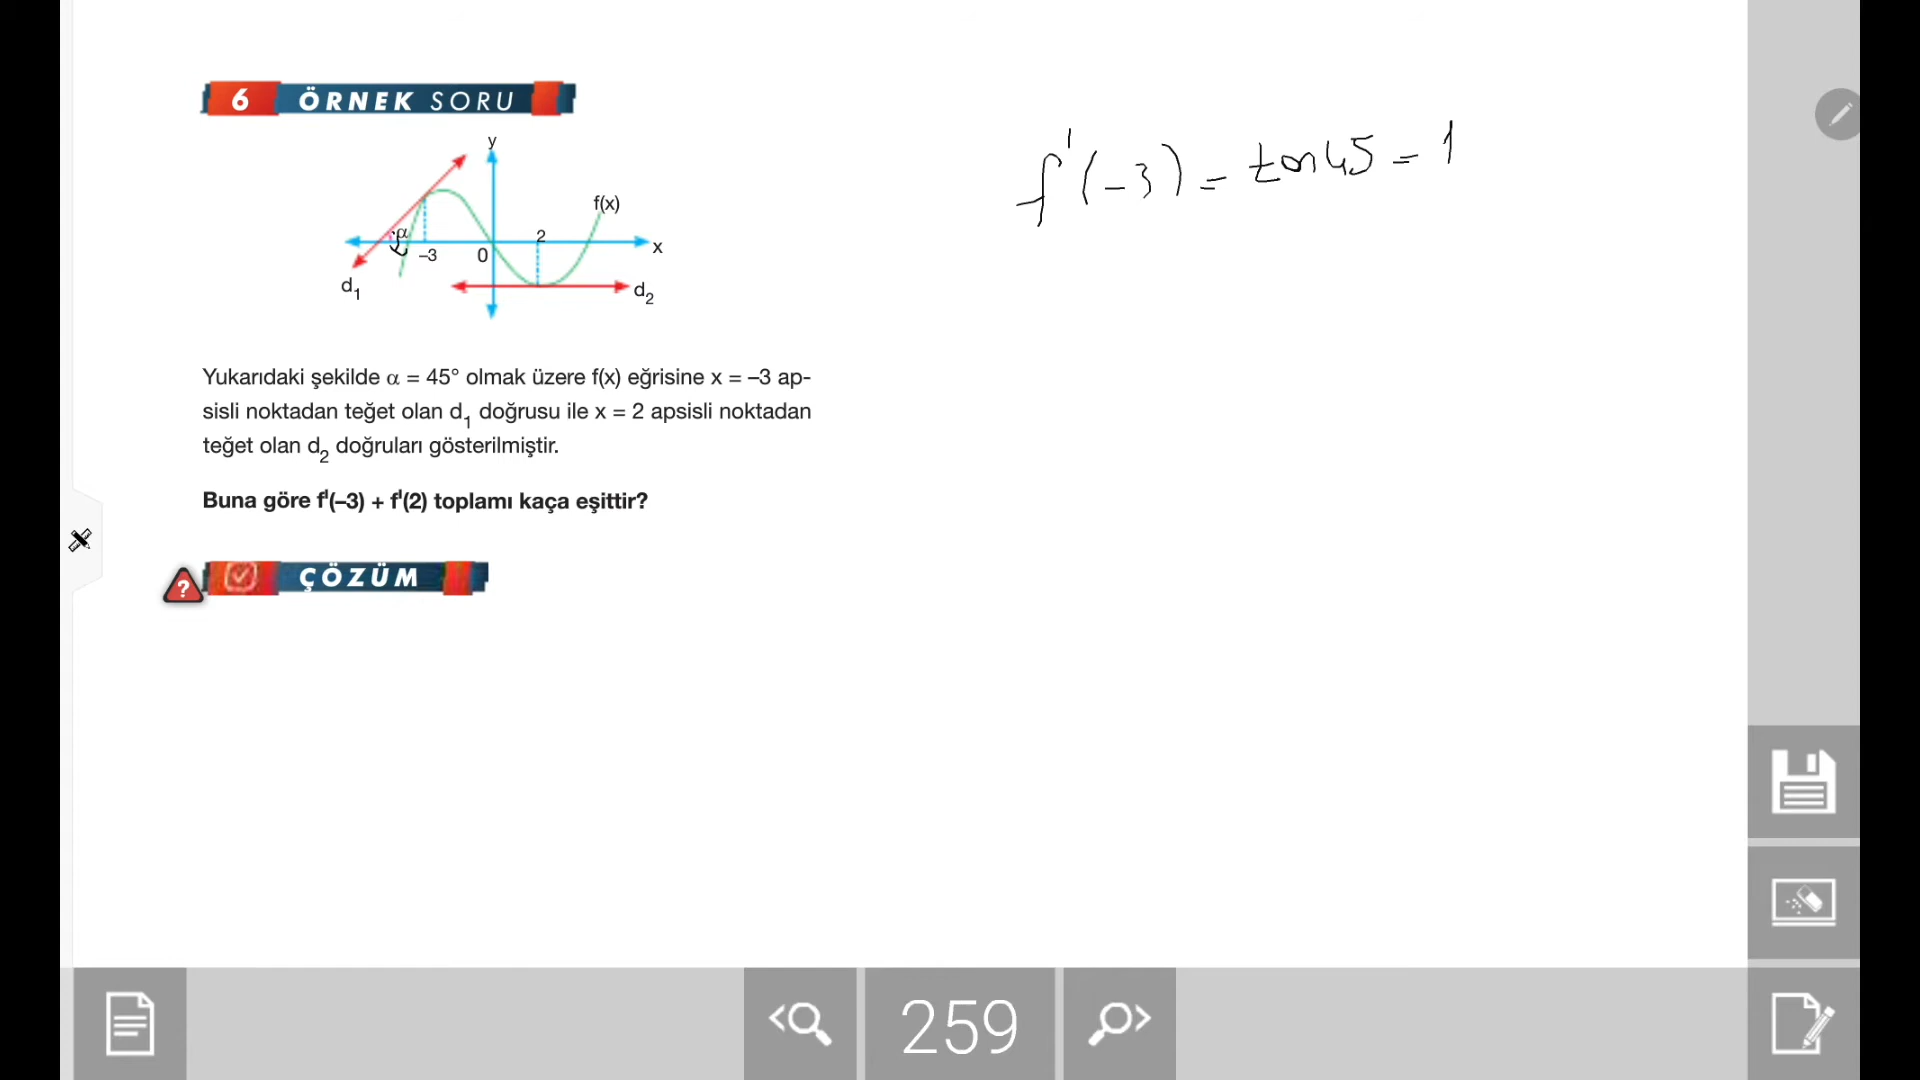 6 ÖRNEK SORU
y
f(x)
α
2
–3
0
x
d1
d2
f'(-3) = tan45 = 1
Yukarıdaki şekilde α = 45° olmak üzere f(x) eğrisine x = –3 ap-
sisli noktadan teğet olan d1 doğrusu ile x = 2 apsisli noktadan
teğet olan d2 doğruları gösterilmiştir.
Buna göre f'(–3) + f'(2) toplamı kaça eşittir?
?
ÇÖZÜM
259